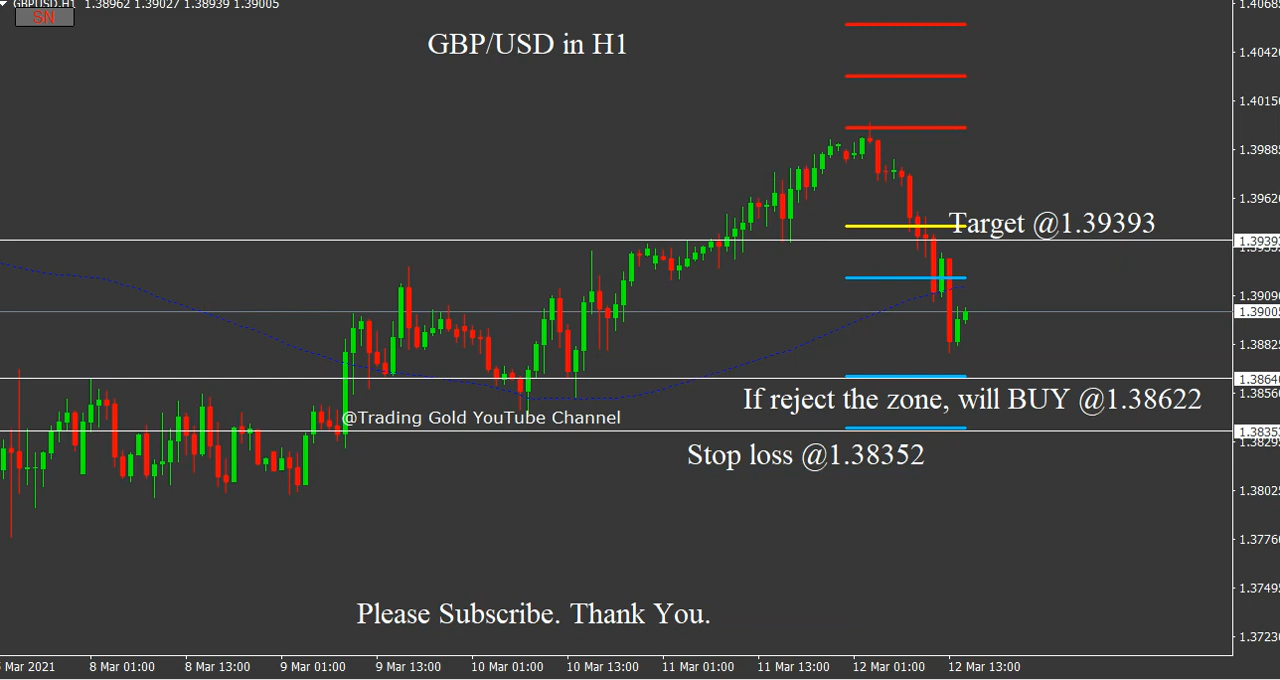 GBPUSD,H1 1.38962 1.39027 1.38939 1.39005
SN
GBP/USD in H1
1.40685
1.40420
1.40155
1.39885
1.39620
Target @1.39393
1.39393
1.39090
1.39005
1.38825
1.38640
If reject the zone, will BUY @1.38622
1.38560
@Trading Gold YouTube Channel
1.38295
Stop loss @1.38352
1.38025
1.37760
1.37495
Please Subscribe. Thank You.
1.37230
Mar 2021
8 Mar 01:00
8 Mar 13:00
9 Mar 01:00
9 Mar 13:00
10 Mar 01:00
10 Mar 13:00
11 Mar 01:00
11 Mar 13:00
12 Mar 01:00
12 Mar 13:00